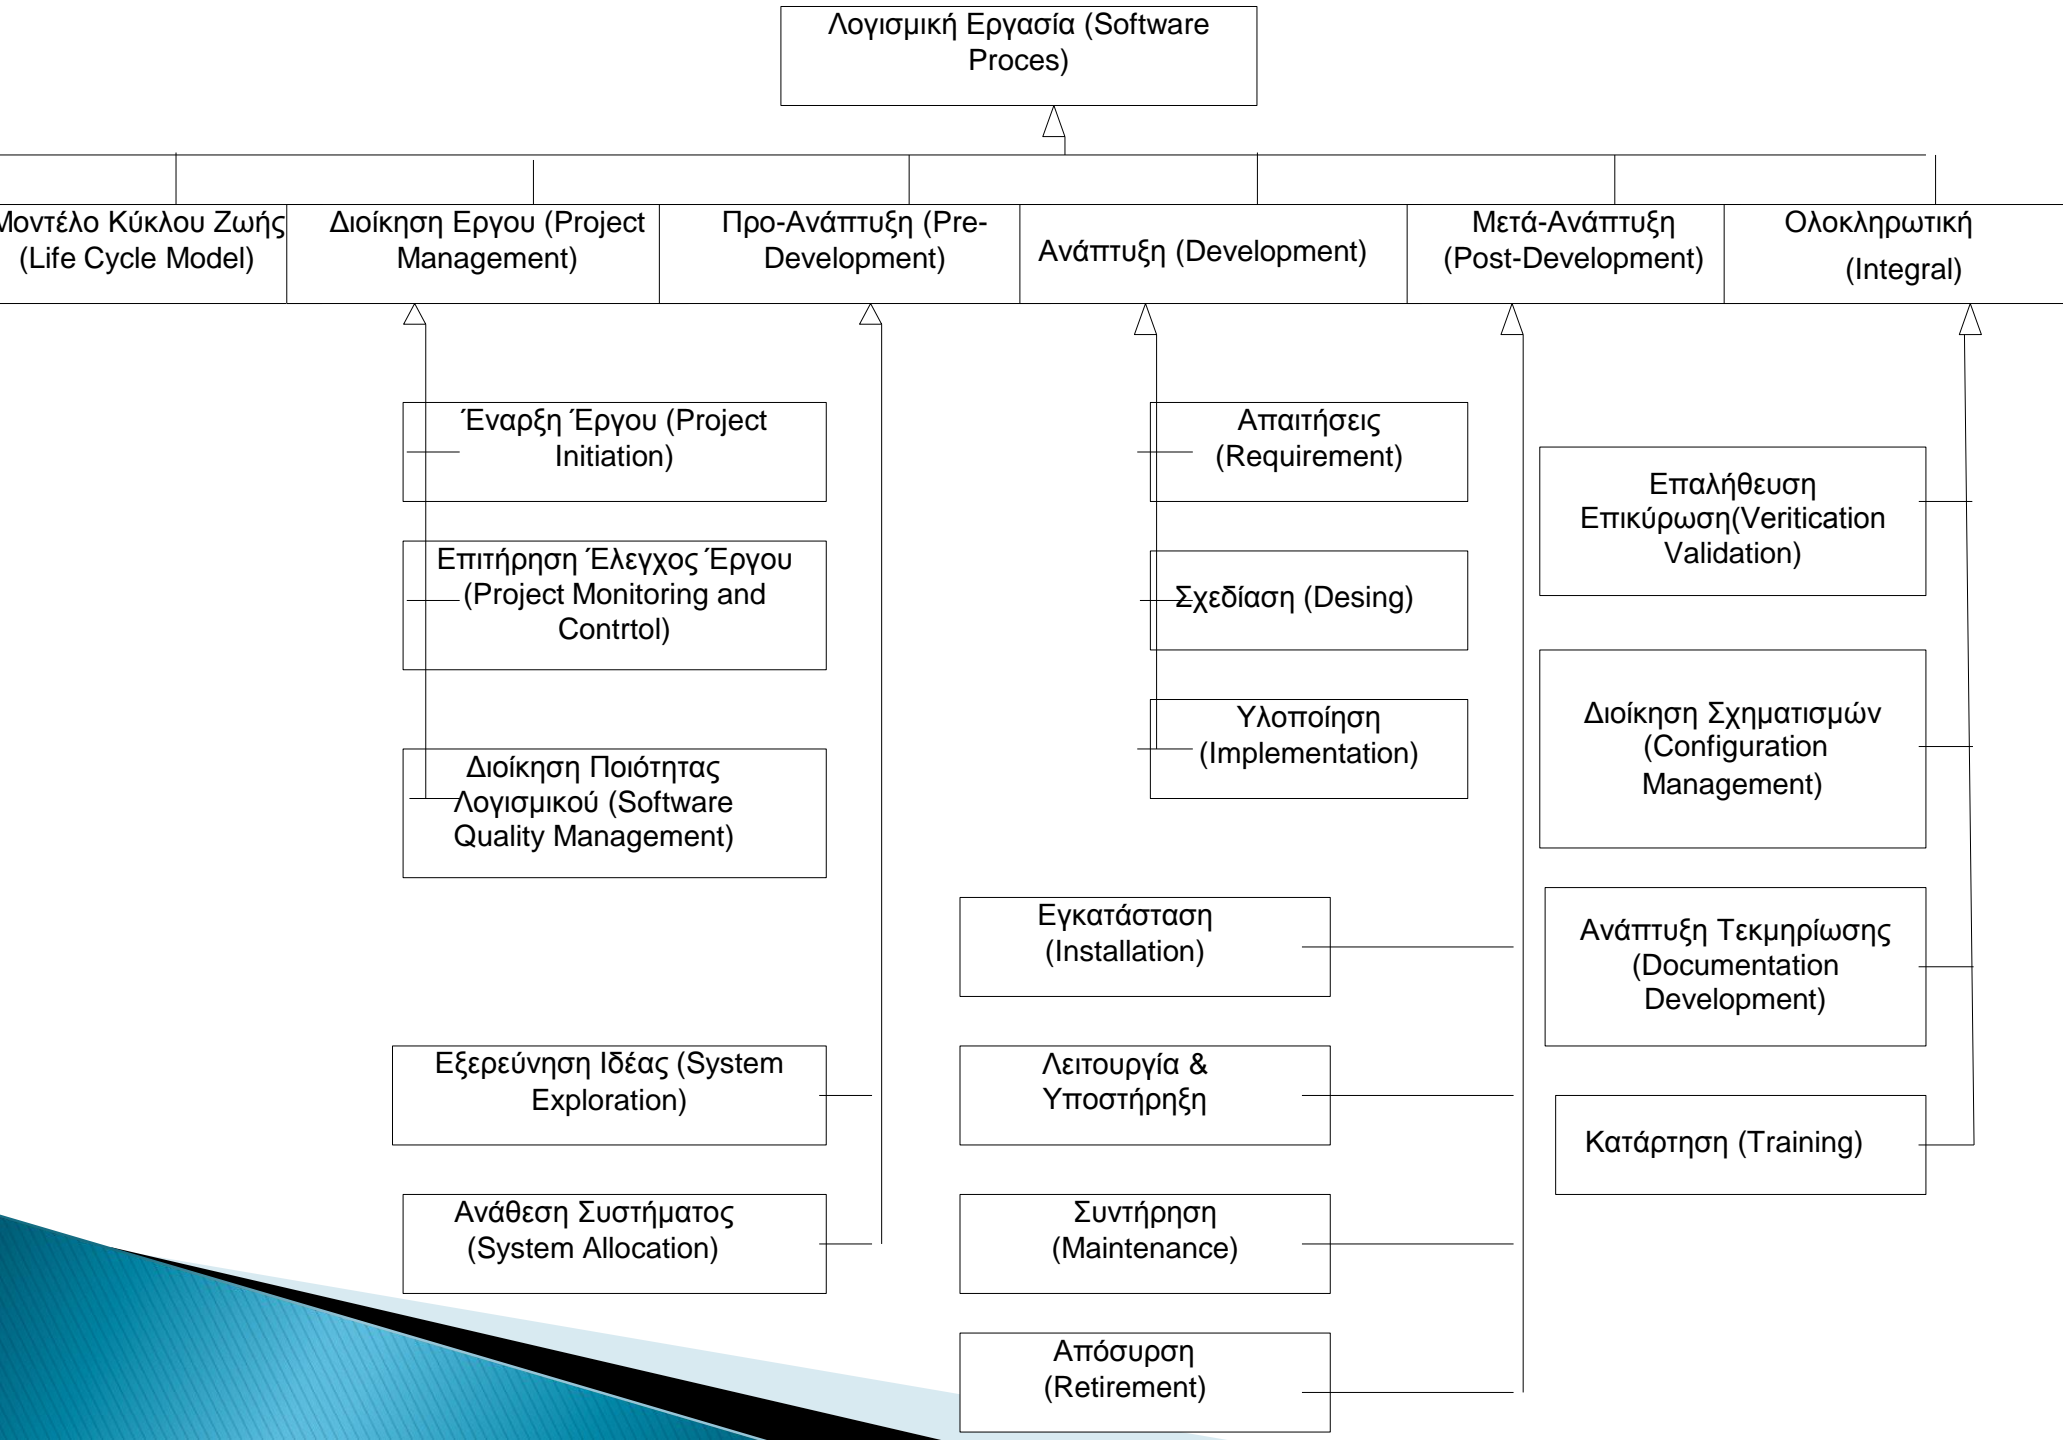 Λογισμική Εργασία (Software
Proces)
Μοντέλο Κύκλου Ζωής
(Life Cycle Model)
Διοίκηση Εργου (Project
Management)
Προ-Ανάπτυξη (Pre-
Development)
Ανάπτυξη (Development)
Μετά-Ανάπτυξη
(Post-Development)
Ολοκληρωτική
(Integral)
Έναρξη Έργου (Project
Initiation)
Επιτήρηση Έλεγχος Έργου
(Project Monitoring and
Contrtol)
Διοίκηση Ποιότητας
Λογισμικού (Software
Quality Management)
Εξερεύνηση Ιδέας (System
Exploration)
Ανάθεση Συστήματος
(System Allocation)
Απαιτήσεις
(Requirement)
Σχεδίαση (Desing)
Υλοποίηση
(Implementation)
Εγκατάσταση
(Installation)
Λειτουργία &
Υποστήρηξη
Συντήρηση
(Maintenance)
Απόσυρση
(Retirement)
Επαλήθευση
Επικύρωση(Veritication
Validation)
Διοίκηση Σχηματισμών
(Configuration
Management)
Ανάπτυξη Τεκμηρίωσης
(Documentation
Development)
Κατάρτηση (Training)